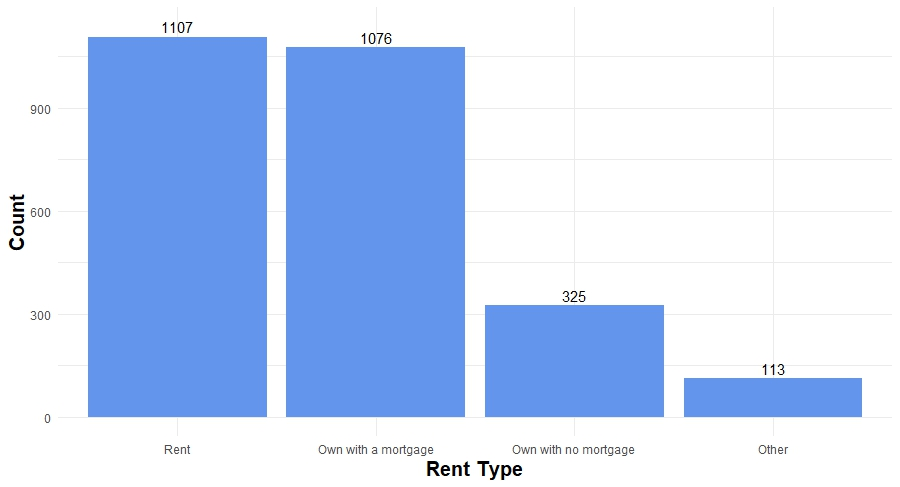 1107
1076
325
113
900
600
300
0
Count
Rent
Own with a mortgage
Own with no mortgage
Other
Rent Type